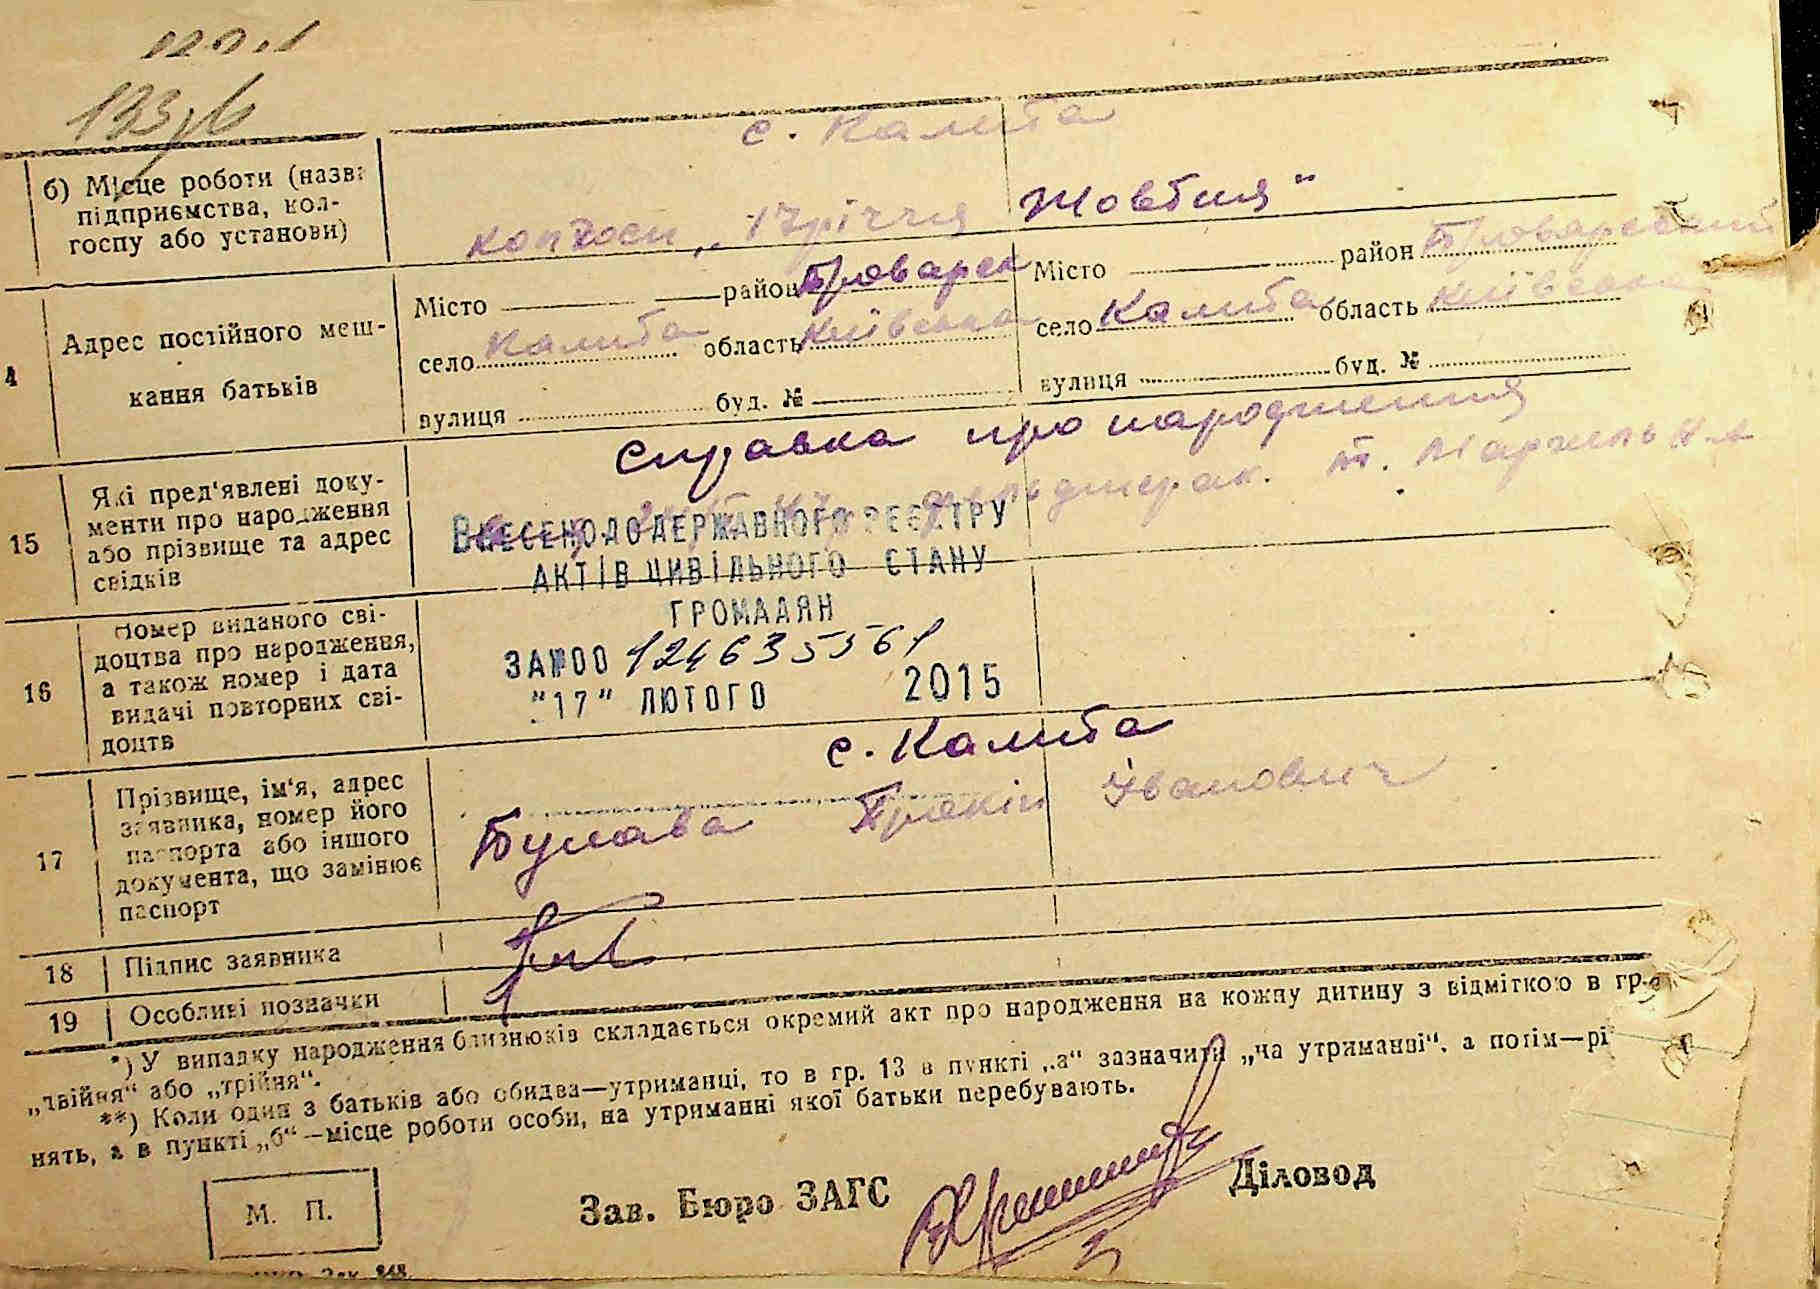 133/6
с. Калита
б) Місце роботи (назва підприємства, колгоспу або установи)
колгосп „17річчя Жовтня"
4 Адрес постійного мешкання батьків
Місто район Броварськ
село Калита область Київська
вулиця буд. №
Місто район Броварський
село Калита область Київська
вулиця буд. №
15 Які пред'явлені документи про народження або прізвище та адрес свідків
Справка про народження
ВНЕСЕНО ДО ДЕРЖАВНОГО РЕЄСТРУ
АКТІВ ЦИВІЛЬНОГО СТАНУ
ГРОМАДЯН
ЗА №00 124635561
"17" ЛЮТОГО 2015
16 Номер виданого свідоцтва про народження, а також номер і дата видачі повторних свідоцтв
17 Прізвище, ім'я, адрес заявника, номер його паспорта або іншого документа, що замінює паспорт
с. Калита
Булава Прокіп Іванович
18 Підпис заявника
19 Особливі позначки
*) У випадку народження близнюків складається окремий акт про народження на кожну дитину з відміткою в гр.
„двійня" або „трійня".
**) Коли один з батьків або обидва—утриманці, то в гр. 13 в пункті „а" зазначити „на утриманні", а потім—рі
нять, а в пункті „б"—місце роботи особи, на утриманні якої батьки перебувають.
М. П.
Зав. Бюро ЗАГС
Діловод